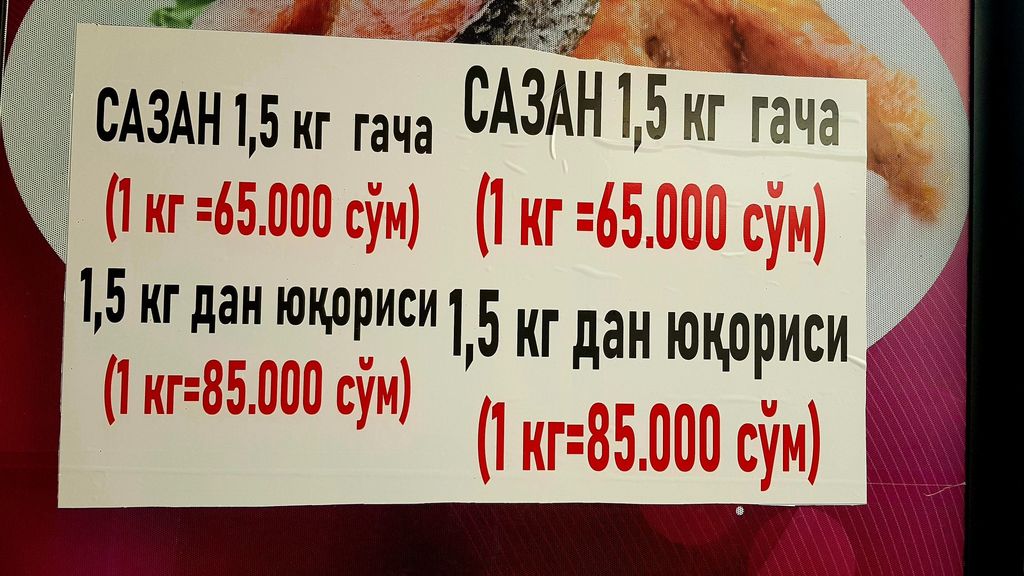 САЗАН 1,5 кг гача
(1 кг =65.000 сўм)
1,5 кг дан юқориси
(1 кг=85.000 сўм)
САЗАН 1,5 кг гача
(1 кг =65.000 сўм)
1,5 кг дан юқориси
(1 кг=85.000 сўм)